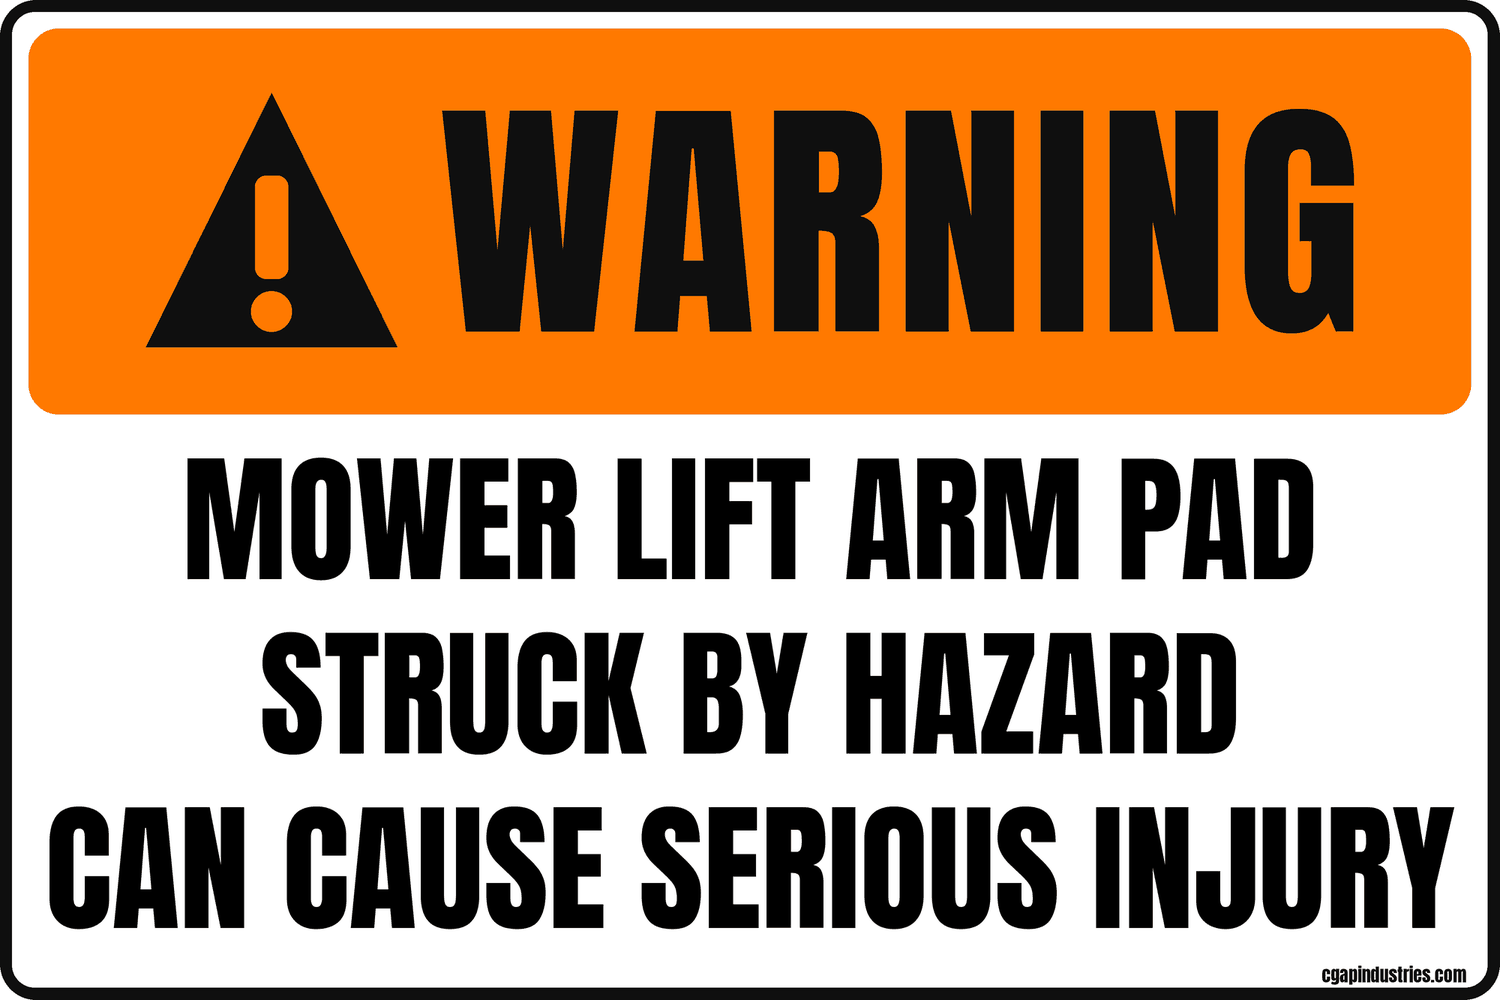 WARNING
MOWER LIFT ARM PAD
STRUCK BY HAZARD
CAN CAUSE SERIOUS INJURY
cgapindustries.com